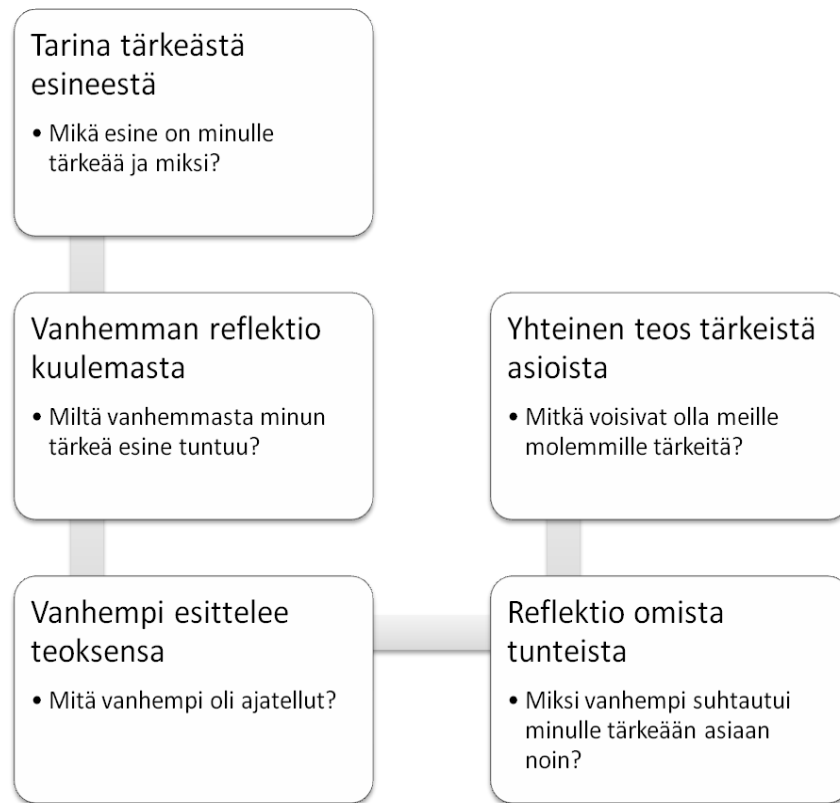 Tarina tärkeästä
esineestä
• Mikä esine on minulle
tärkeää ja miksi?
Vanhemman reflektio
kuulemasta
• Miltä vanhemmasta minun
tärkeä esine tuntuu?
Vanhempi esittelee
teoksensa
• Mitä vanhempi oli ajatellut?
Reflektio omista
tunteista
• Miksi vanhempi suhtautui
minulle tärkeään asiaan
noin?
Yhteinen teos tärkeistä
asioista
• Mitkä voisivat olla meille
molemmille tärkeitä?